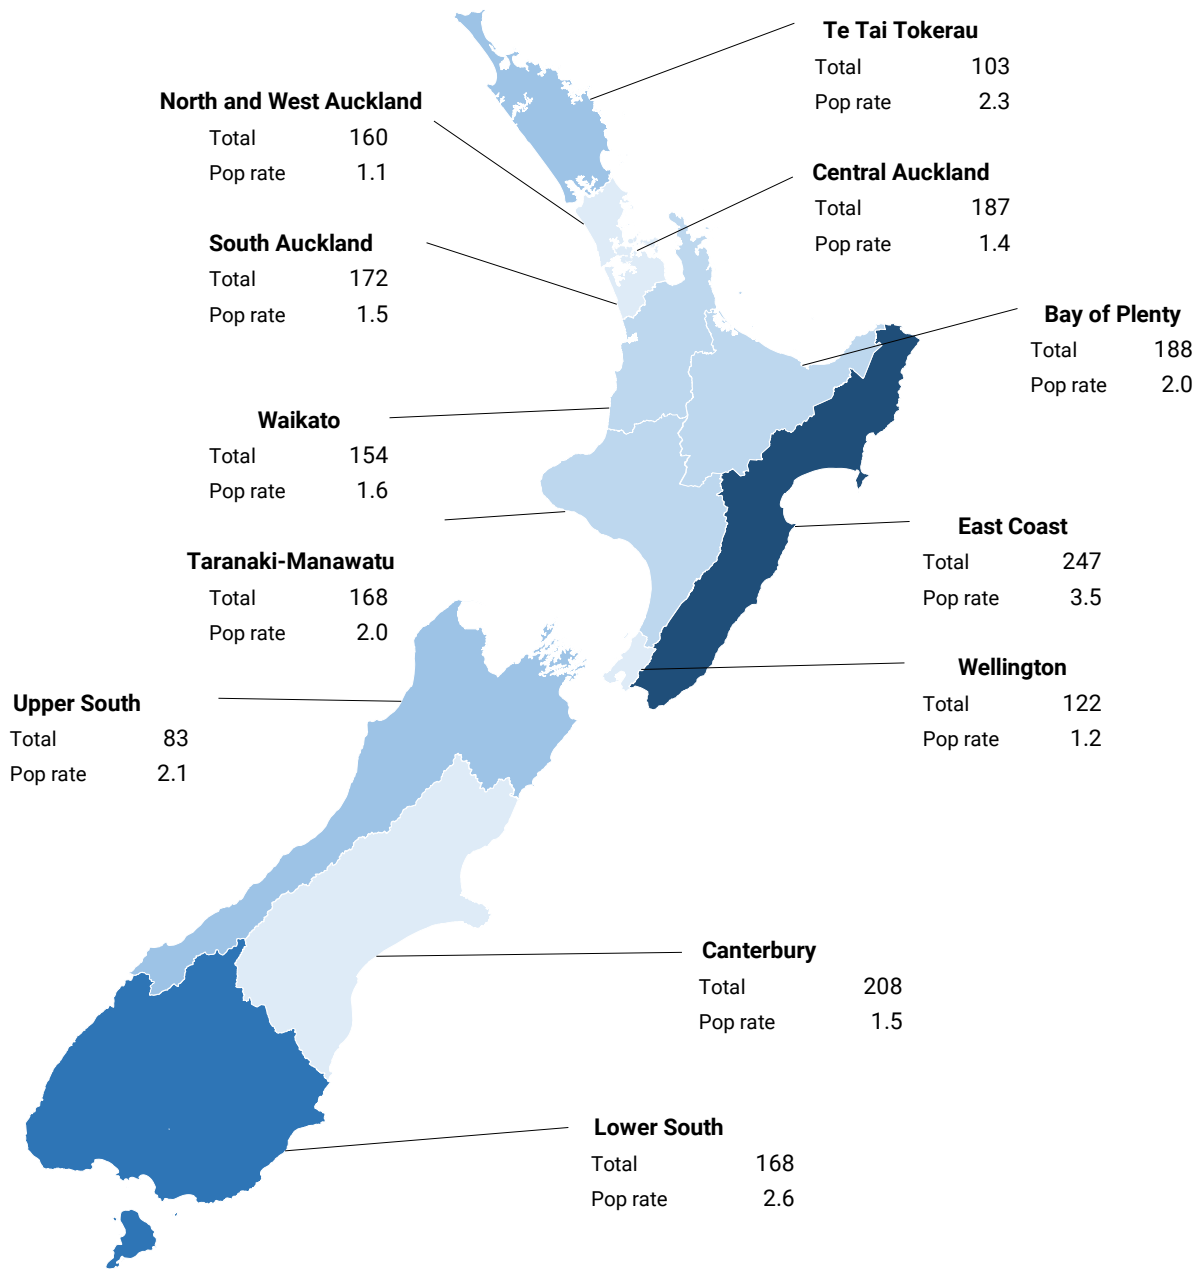 Te Tai Tokerau
Total 103
Pop rate 2.3
North and West Auckland
Total 160
Pop rate 1.1
Central Auckland
Total 187
Pop rate 1.4
South Auckland
Total 172
Pop rate 1.5
Bay of Plenty
Total 188
Pop rate 2.0
Waikato
Total 154
Pop rate 1.6
East Coast
Total 247
Pop rate 3.5
Taranaki-Manawatu
Total 168
Pop rate 2.0
Wellington
Total 122
Pop rate 1.2
Upper South
Total 83
Pop rate 2.1
Canterbury
Total 208
Pop rate 1.5
Lower South
Total 168
Pop rate 2.6